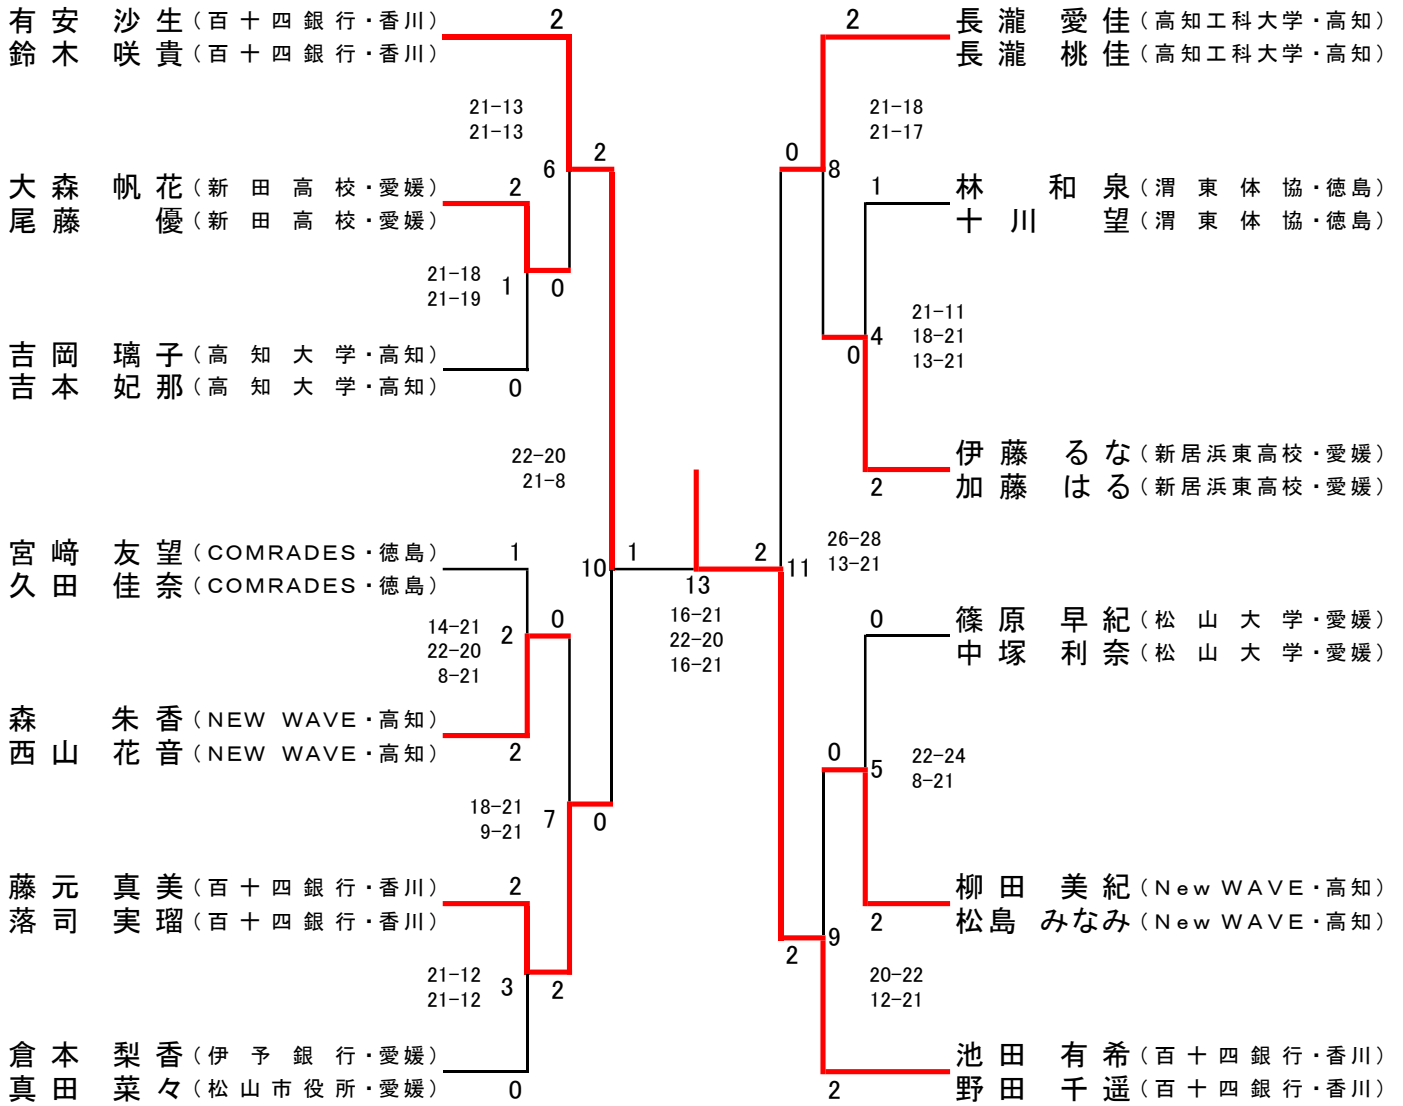 有安 沙生 (百十四銀行・香川)
鈴木 咲貴 (百十四銀行・香川)
2
21-13
21-13
6
2
大森 帆花 (新田高校・愛媛)
尾藤 優 (新田高校・愛媛)
2
21-18
21-19
1
0
吉岡 璃子 (高知大学・高知)
吉本 妃那 (高知大学・高知)
0
22-20
21-8
宮﨑 友望 (COMRADES・徳島)
久田 佳奈 (COMRADES・徳島)
1
10
1
14-21
22-20
8-21
2
0
森 朱香 (NEW WAVE・高知)
西山 花音 (NEW WAVE・高知)
2
18-21
9-21
7
0
藤元 真美 (百十四銀行・香川)
落司 実瑠 (百十四銀行・香川)
2
21-12
21-12
3
2
倉本 梨香 (伊予銀行・愛媛)
真田 菜々 (松山市役所・愛媛)
0
13
16-21
22-20
16-21
2
長瀧 愛佳 (高知工科大学・高知)
長瀧 桃佳 (高知工科大学・高知)
21-18
21-17
0
8
1
林 和泉 (渭東体協・徳島)
十川 望 (渭東体協・徳島)
21-11
18-21
13-21
4
0
伊藤 るな (新居浜東高校・愛媛)
加藤 はる (新居浜東高校・愛媛)
2
2
11
26-28
13-21
0
篠原 早紀 (松山大学・愛媛)
中塚 利奈 (松山大学・愛媛)
0
5
22-24
8-21
柳田 美紀 (New WAVE・高知)
松島 みなみ (New WAVE・高知)
2
9
2
20-22
12-21
池田 有希 (百十四銀行・香川)
野田 千遥 (百十四銀行・香川)
2